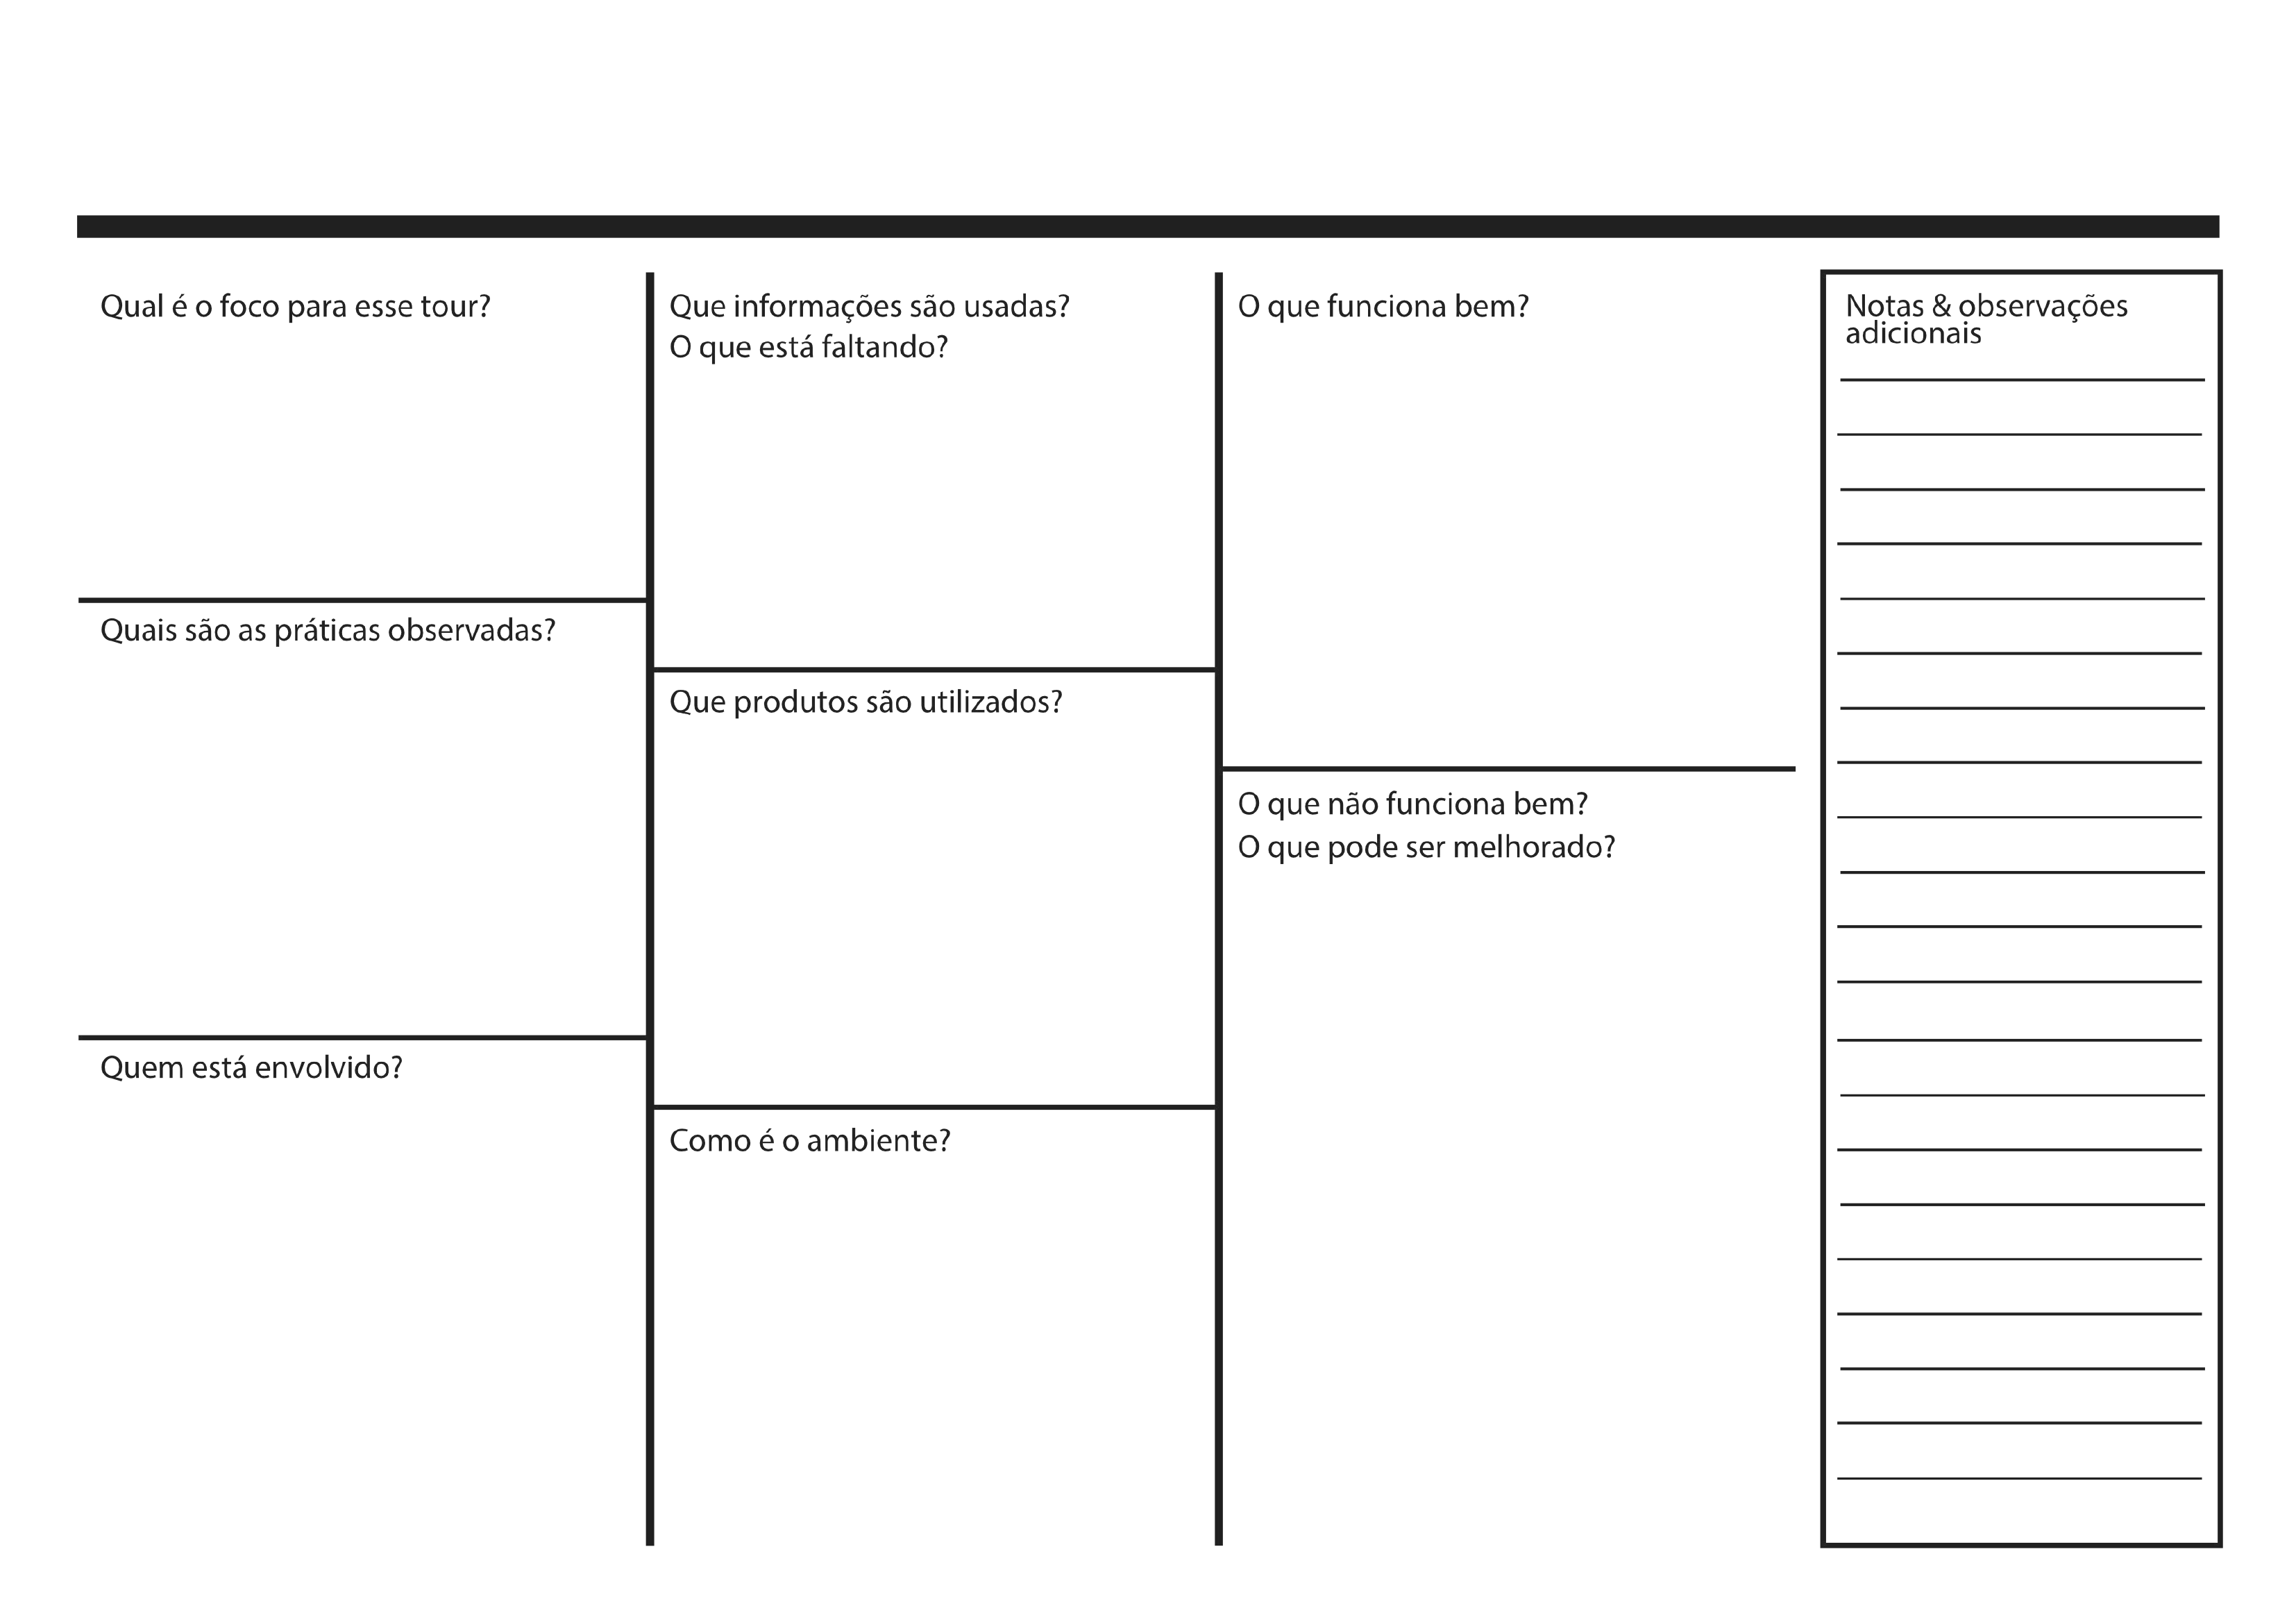 Qual é o foco para esse tour?
Quais são as práticas observadas?
Quem está envolvido?
Que informações são usadas?
O que está faltando?
Que produtos são utilizados?
Como é o ambiente?
O que funciona bem?
O que não funciona bem?
O que pode ser melhorado?
Notas & observações
adicionais